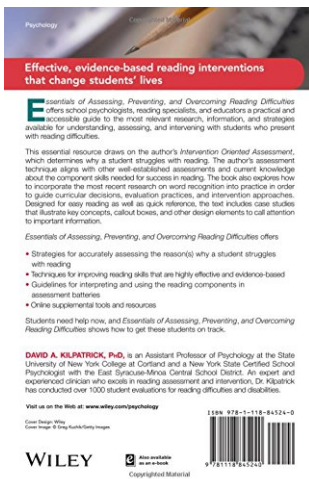 Copyrighted Material
Psychology
Effective, evidence-based reading interventions
that change students' lives
Essentials of Assessing, Preventing, and Overcoming Reading Difficulties
offers school psychologists, reading specialists, and educators a practical and
accessible guide to the most relevant research, information, and strategies
available for understanding, assessing, and intervening with students who present
with reading difficulties.
This essential resource draws on the author's Intervention Oriented Assessment,
which determines why a student struggles with reading. The author's assessment
technique aligns with other well-established assessments and current knowledge
about the component skills needed for success in reading. The book also explores how
to incorporate the most recent research on word recognition into practice in order
to guide curricular decisions, evaluation practices, and intervention approaches.
Designed for easy reading as well as quick reference, the text includes case studies
that illustrate key concepts, callout boxes, and other design elements to call attention
to important information.
Essentials of Assessing, Preventing, and Overcoming Reading Difficulties offers
• Strategies for accurately assessing the reason(s) why a student struggles
with reading
• Techniques for improving reading skills that are highly effective and evidence-based
• Guidelines for interpreting and using the reading components in
assessment batteries
• Online supplemental tools and resources
Students need help now, and Essentials of Assessing, Preventing, and Overcoming
Reading Difficulties shows how to get these students on track.
DAVID A. KILPATRICK, PhD, is an Assistant Professor of Psychology at the State
University of New York College at Cortland and a New York State Certified School
Psychologist with the East Syracuse-Minoa Central School District. An expert and
experienced clinician who excels in reading assessment and intervention, Dr. Kilpatrick
has conducted over 1000 student evaluations for reading difficulties and disabilities.
Visit us on the Web at: www.wiley.com/psychology
Cover Design: Wiley
Cover Image: © Greg Kuchik/Getty Images
ISBN 978-1-118-84524-0
WILEY
Also available
as an e-book
9 781118 845240
Copyrighted Material